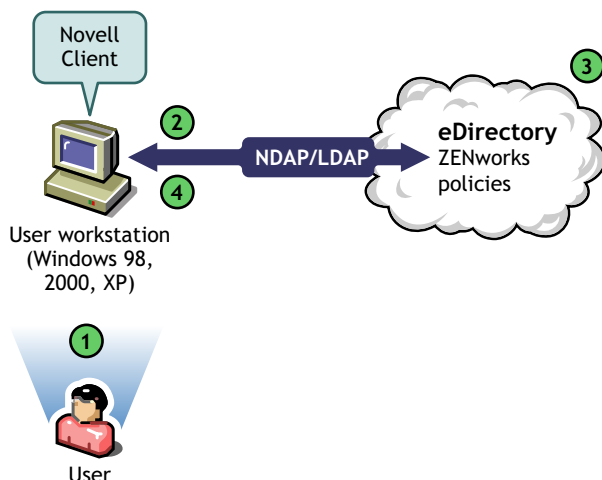 Novell
Client
3
2
eDirectory
ZENworks
policies
NDAP/LDAP
4
User workstation
(Windows 98,
2000, XP)
1
User